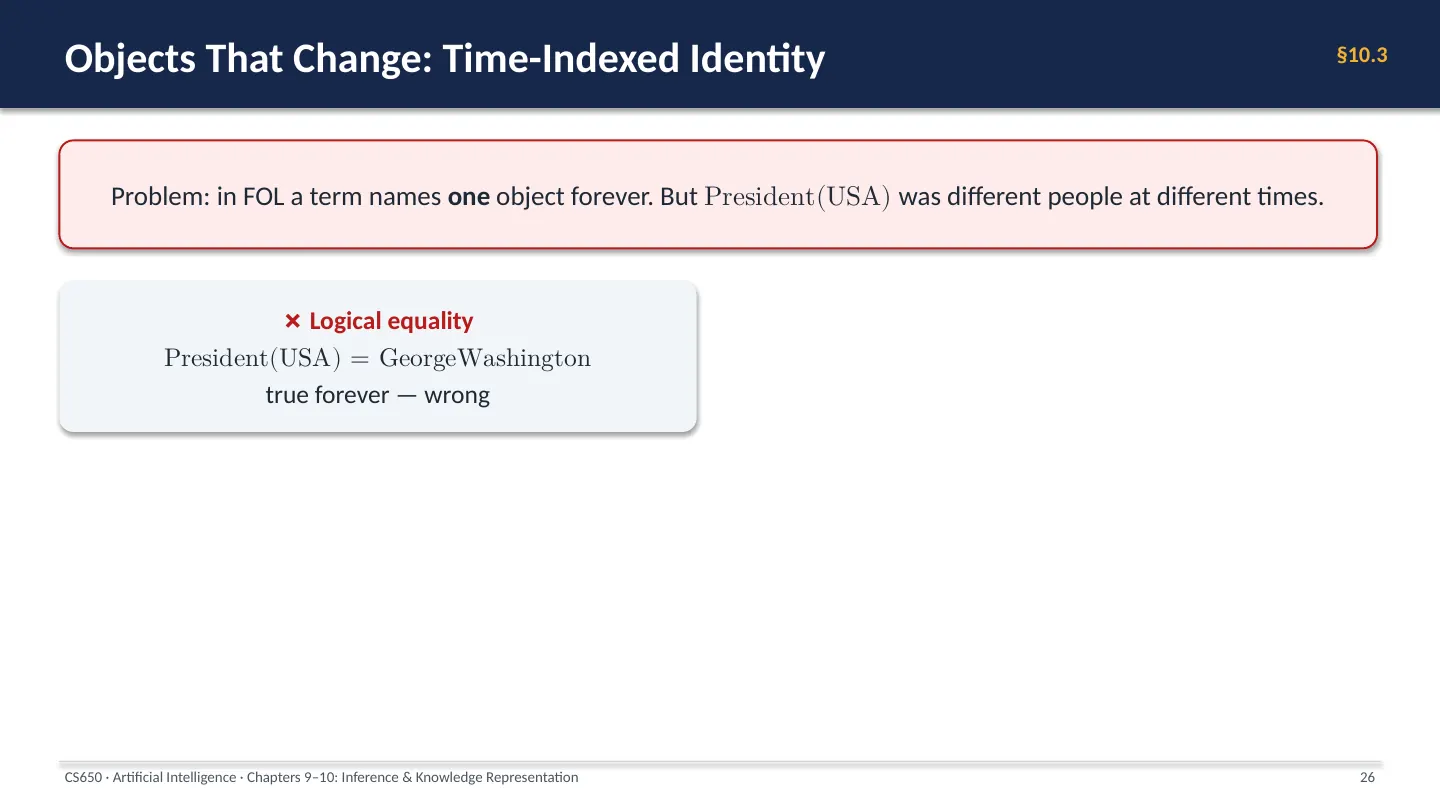 Objects That Change: Time-Indexed Identity
§10.3
Problem: in FOL a term names one object forever. But President(USA) was different people at different times.
× Logical equality
President(USA) = GeorgeWashington
true forever — wrong
CS650 · Artificial Intelligence · Chapters 9–10: Inference & Knowledge Representation
26